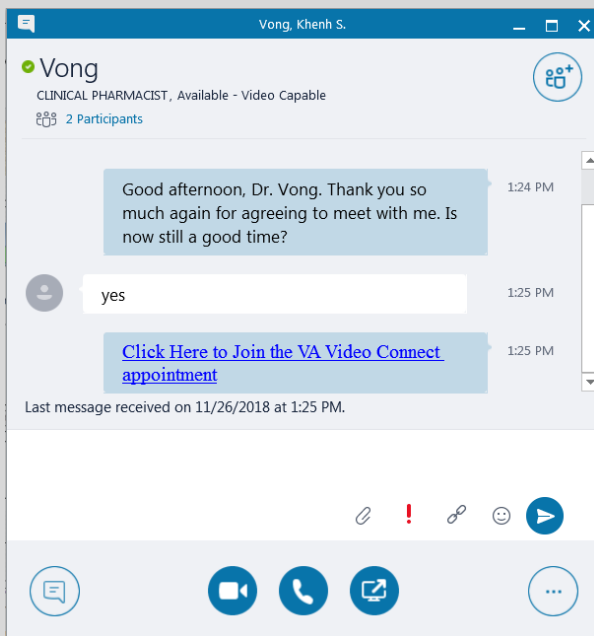 Vong, Khenh S.
Vong
CLINICAL PHARMACIST, Available - Video Capable
2 Participants
Good afternoon, Dr. Vong. Thank you so
much again for agreeing to meet with me. Is
now still a good time?
1:24 PM
yes
1:25 PM
Click Here to Join the VA Video Connect
appointment
1:25 PM
Last message received on 11/26/2018 at 1:25 PM.